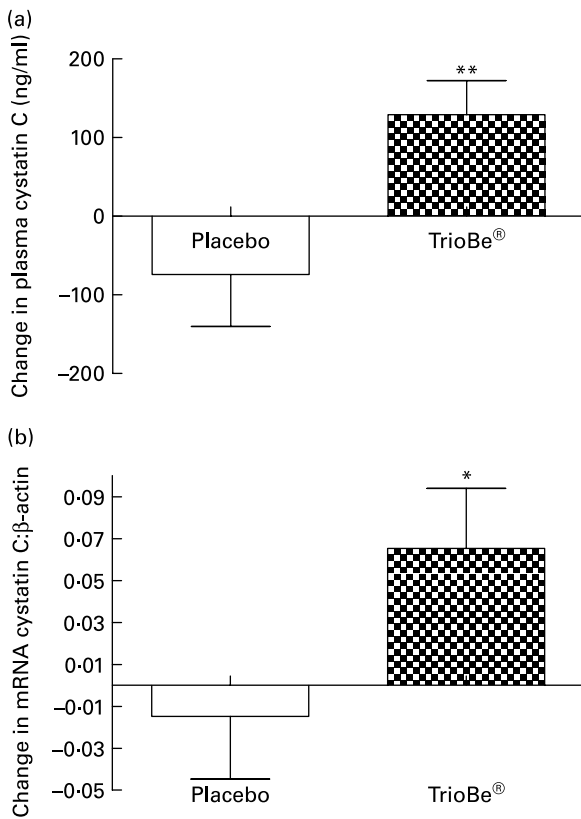 (a)
Change in plasma cystatin C (ng/ml)
200
100
0
−100
−200
**
Placebo
TrioBe®
(b)
Change in mRNA cystatin C:β-actin
0·09
0·07
0·05
0·03
0·01
−0·01
−0·03
−0·05
*
Placebo
TrioBe®